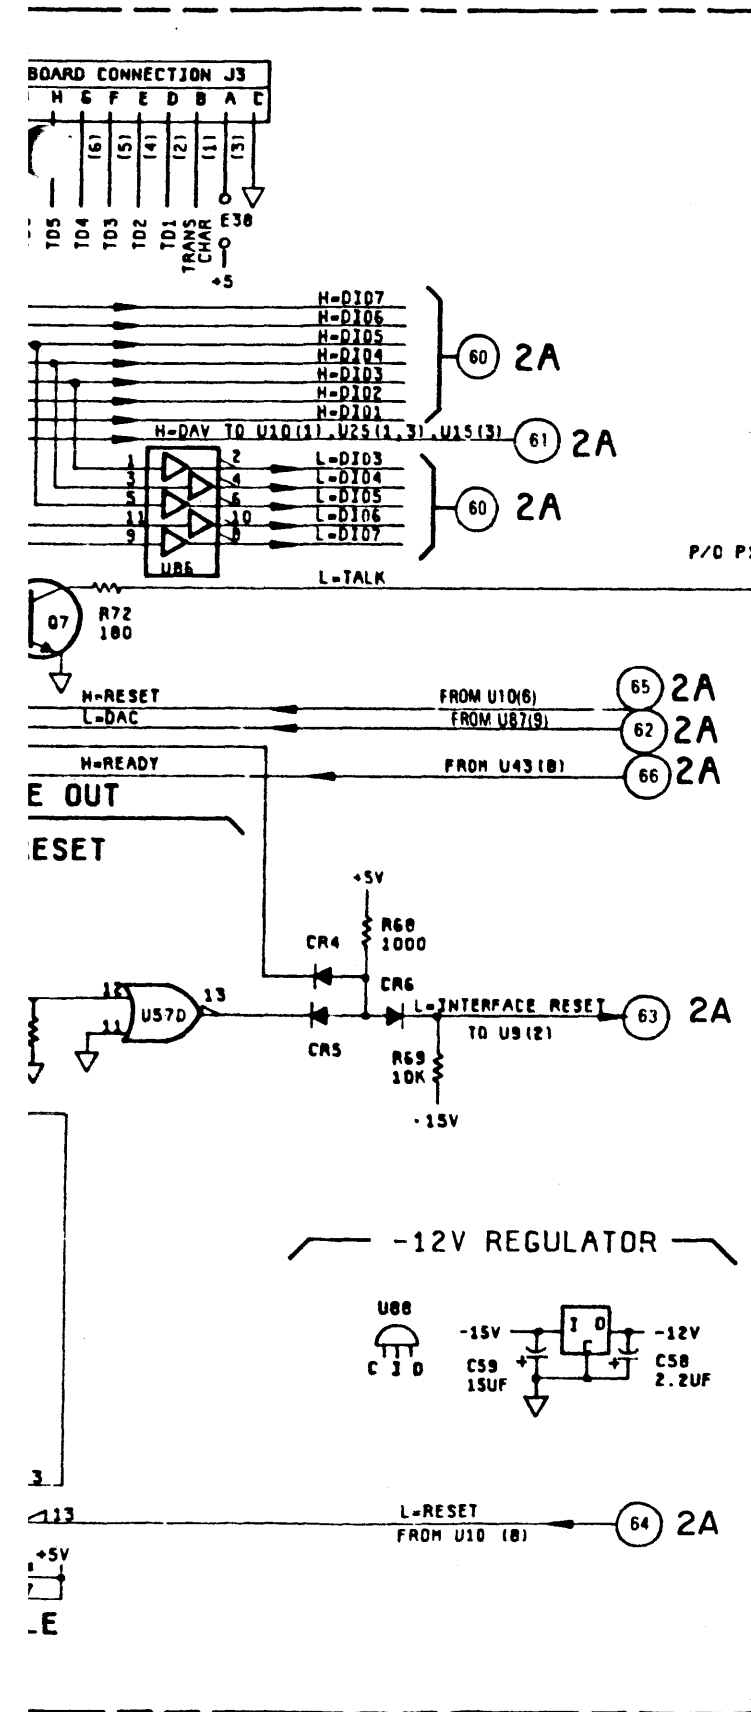 BOARD CONNECTION J3
H G F E D B A C
(6) (5) (4) (2) (1) (3)
TD5 TD4 TD3 TD2 TD1 TRANS CHAR
E38
+5
H=DIO7
H=DIO6
H=DIO5
H=DIO4
H=DIO3
H=DIO2
H=DIO1
60 2A
H=DAV TO U10(1),U25(1,3),U15(3)
61 2A
1 2 L=DIO3
3 4 L=DIO4
5 6 L=DIO5
11 10 L=DIO6
9 8 L=DIO7
60 2A
U86
P/O
L=TALK
Q7
R72
180
H=RESET FROM U10(6) 65 2A
L=DAC FROM U87(9) 62 2A
H=READY FROM U43(8) 66 2A
E OUT
ESET
+5V
R68
1000
CR4
CR6
12 13
U57D
11
L=INTERFACE RESET
63 2A
TO U9(2)
CR5
R69
10K
-15V
-12V REGULATOR
U88
C I O
-15V I O -12V
C
C59
15UF
C58
2.2UF
+ +
3
13
L=RESET
FROM U10 (8)
64 2A
+5V
7
LE